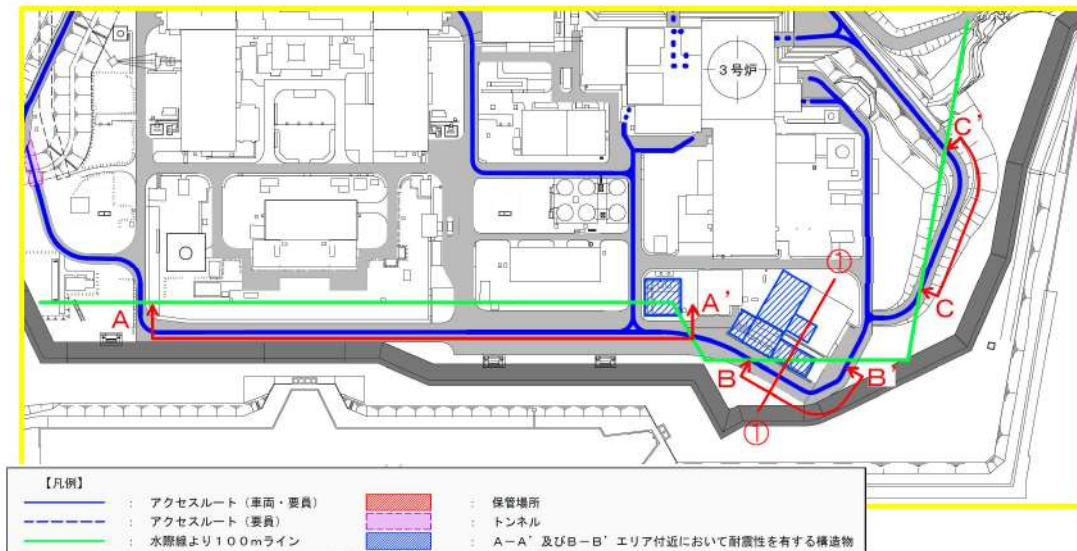 3号炉
C'
①
A
A'
C
B
B'
①
【凡例】
: アクセスルート（車両・要員）
: アクセスルート（要員）
: 水際線より100mライン
: 保管場所
: トンネル
: A-A' 及びB-B' エリア付近において耐震性を有する構造物